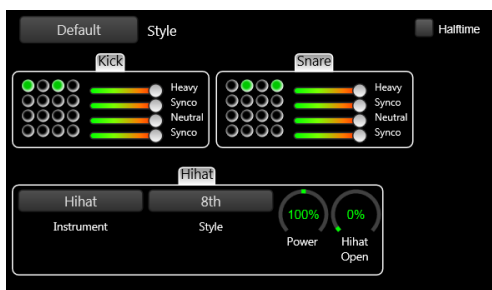 Default Style Halftime
Kick
Heavy
Synco
Neutral
Synco
Snare
Heavy
Synco
Neutral
Synco
Hihat
Hihat 8th
Instrument Style
100% 0%
Power Hihat
Open